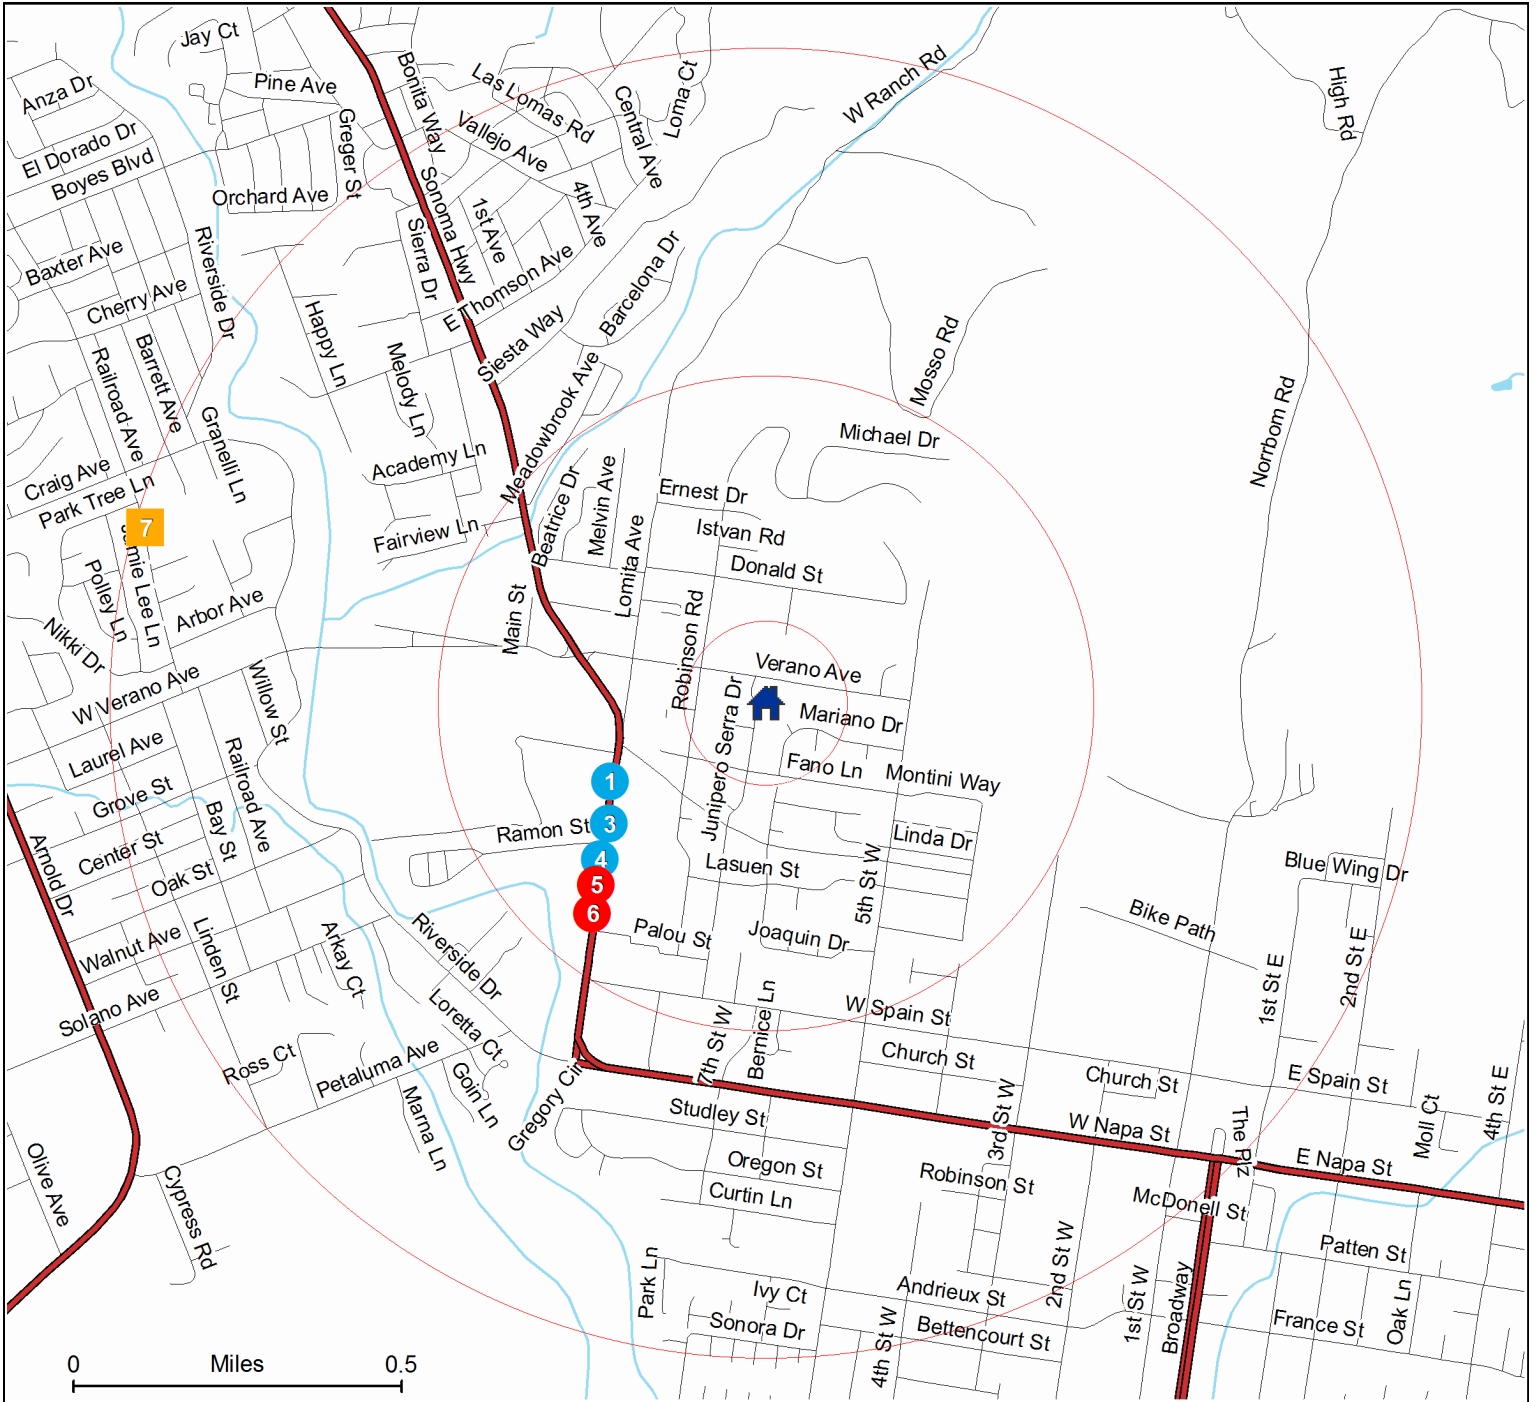 Jay Ct
Anza Dr
Pine Ave
Bonita Way
Las Lomas Rd
Central Ave
Loma Ct
W Ranch Rd
High Rd
El Dorado Dr
Greger St
Vallejo Ave
Boyes Blvd
Orchard Ave
Sonoma Hwy
1st Ave
4th Ave
Baxter Ave
Riverside Dr
Sierra Dr
E Thomson Ave
Barcelona Dr
Cherry Ave
Happy Ln
Siesta Way
Mosso Rd
Railroad Ave
Barrett Ave
Melody Ln
Meadowbrook Ave
Norrbom Rd
Granelli Ln
Michael Dr
Craig Ave
Park Tree Ln
Academy Ln
Beatrice Dr
Melvin Ave
Ernest Dr
7
Jamie Lee Ln
Fairview Ln
Istvan Rd
Lomita Ave
Donald St
Polley Ln
Arbor Ave
Main St
Robinson Rd
Nikki Dr
Verano Ave
W Verano Ave
Willow St
Junipero Serra Dr
Mariano Dr
Laurel Ave
Railroad Ave
Fano Ln
Montini Way
1
Grove St
Bay St
Ramon St
3
Linda Dr
Arnold Dr
Center St
4
Lasuen St
5th St W
Blue Wing Dr
Oak St
5
6
Bike Path
Walnut Ave
Linden St
Arkay Ct
Riverside Dr
Palou St
Joaquin Dr
1st St E
2nd St E
Solano Ave
Loretta Ct
Bernice Ln
W Spain St
7th St W
Ross Ct
Petaluma Ave
Goin Ln
Gregory Cir
Church St
Church St
E Spain St
4th St E
Marna Ln
Studley St
3rd St W
W Napa St
The Plz
Moll Ct
Olive Ave
Cypress Rd
Oregon St
Robinson St
E Napa St
Curtin Ln
McDonell St
Patten St
Park Ln
Ivy Ct
Andrieux St
2nd St W
1st St W
Broadway
Oak Ln
Sonora Dr
4th St W
Bettencourt St
France St
0 Miles 0.5